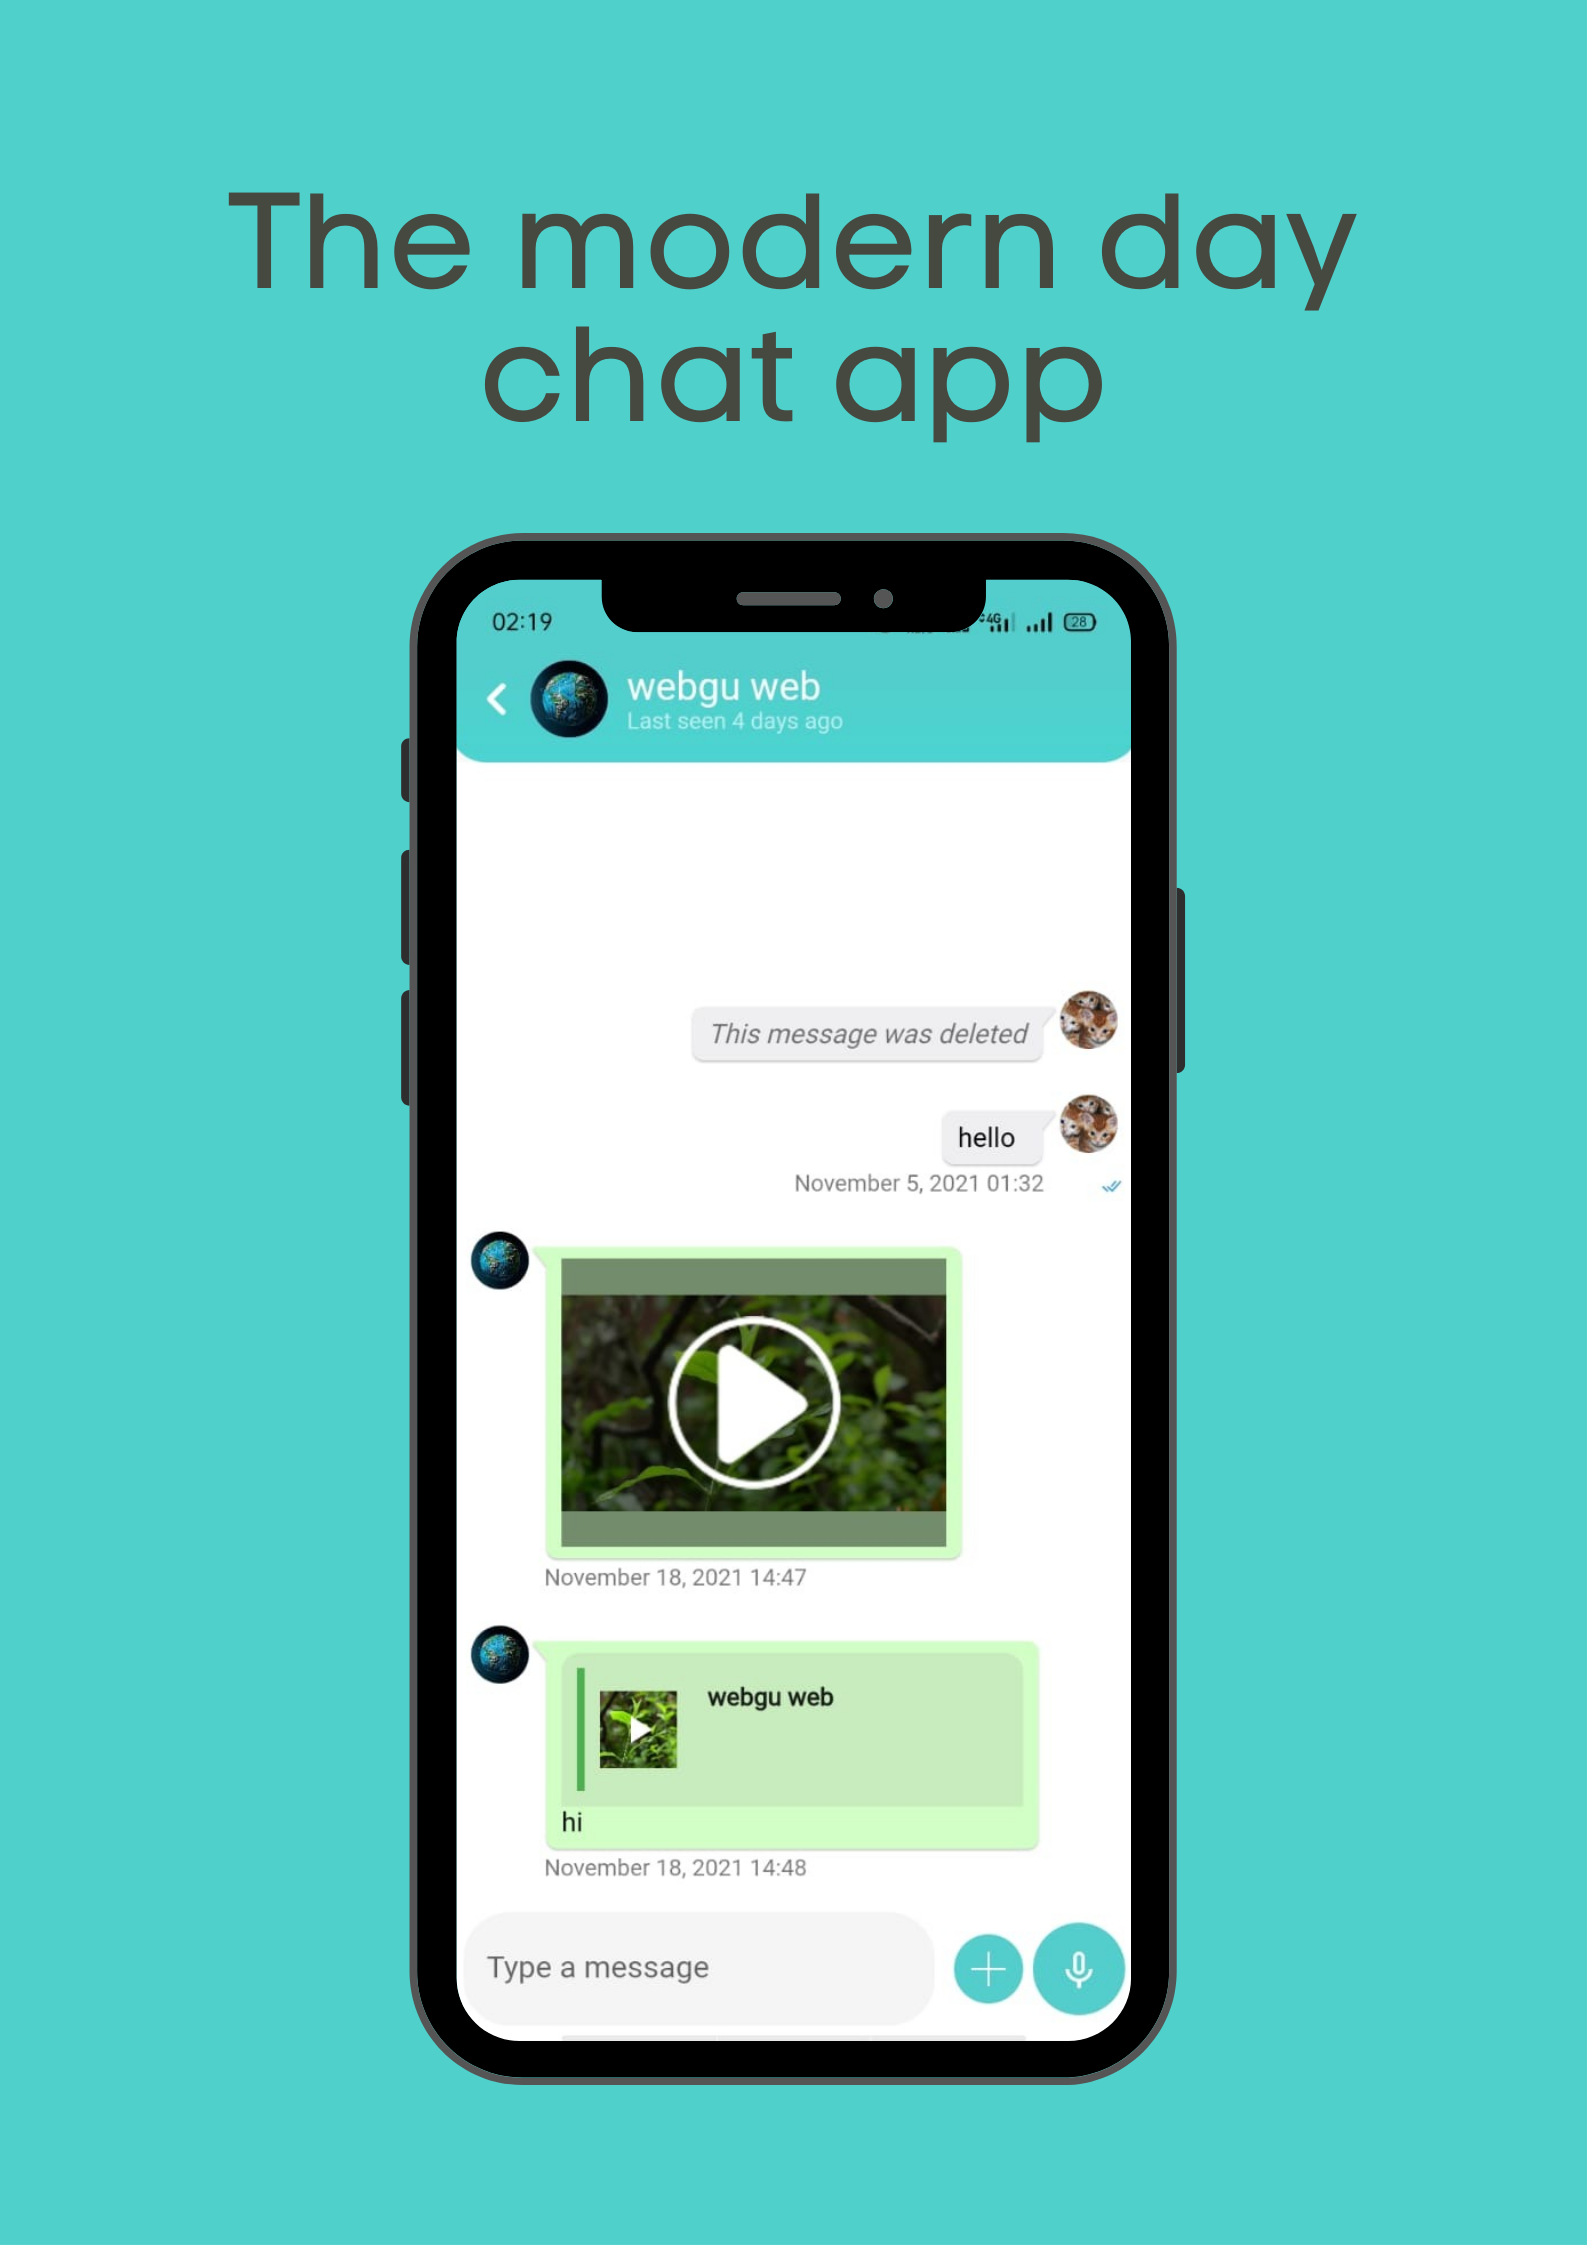 The modern day
chat app
02:19
4G
28
webgu web
Last seen 4 days ago
This message was deleted
hello
November 5, 2021 01:32
November 18, 2021 14:47
webgu web
hi
November 18, 2021 14:48
Type a message